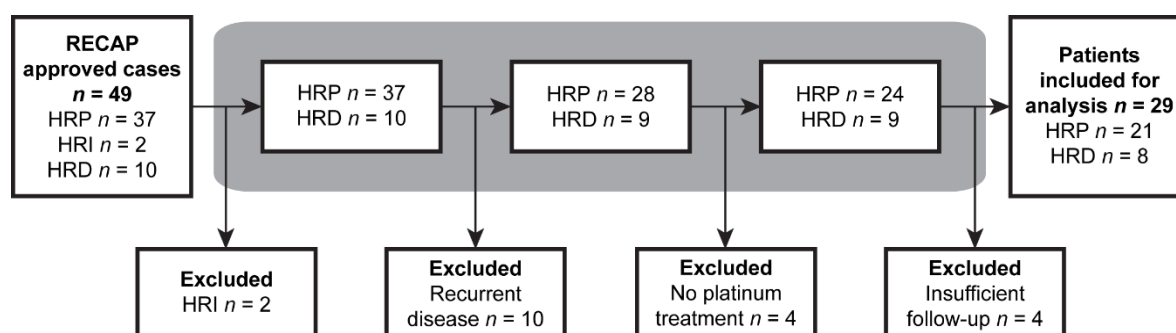 RECAP
approved cases
n = 49
HRP n = 37
HRI n = 2
HRD n = 10
HRP n = 37
HRD n = 10
HRP n = 28
HRD n = 9
HRP n = 24
HRD n = 9
Patients
included for
analysis n = 29
HRP n = 21
HRD n = 8
Excluded
HRI n = 2
Excluded
Recurrent
disease n = 10
Excluded
No platinum
treatment n = 4
Excluded
Insufficient
follow-up n = 4